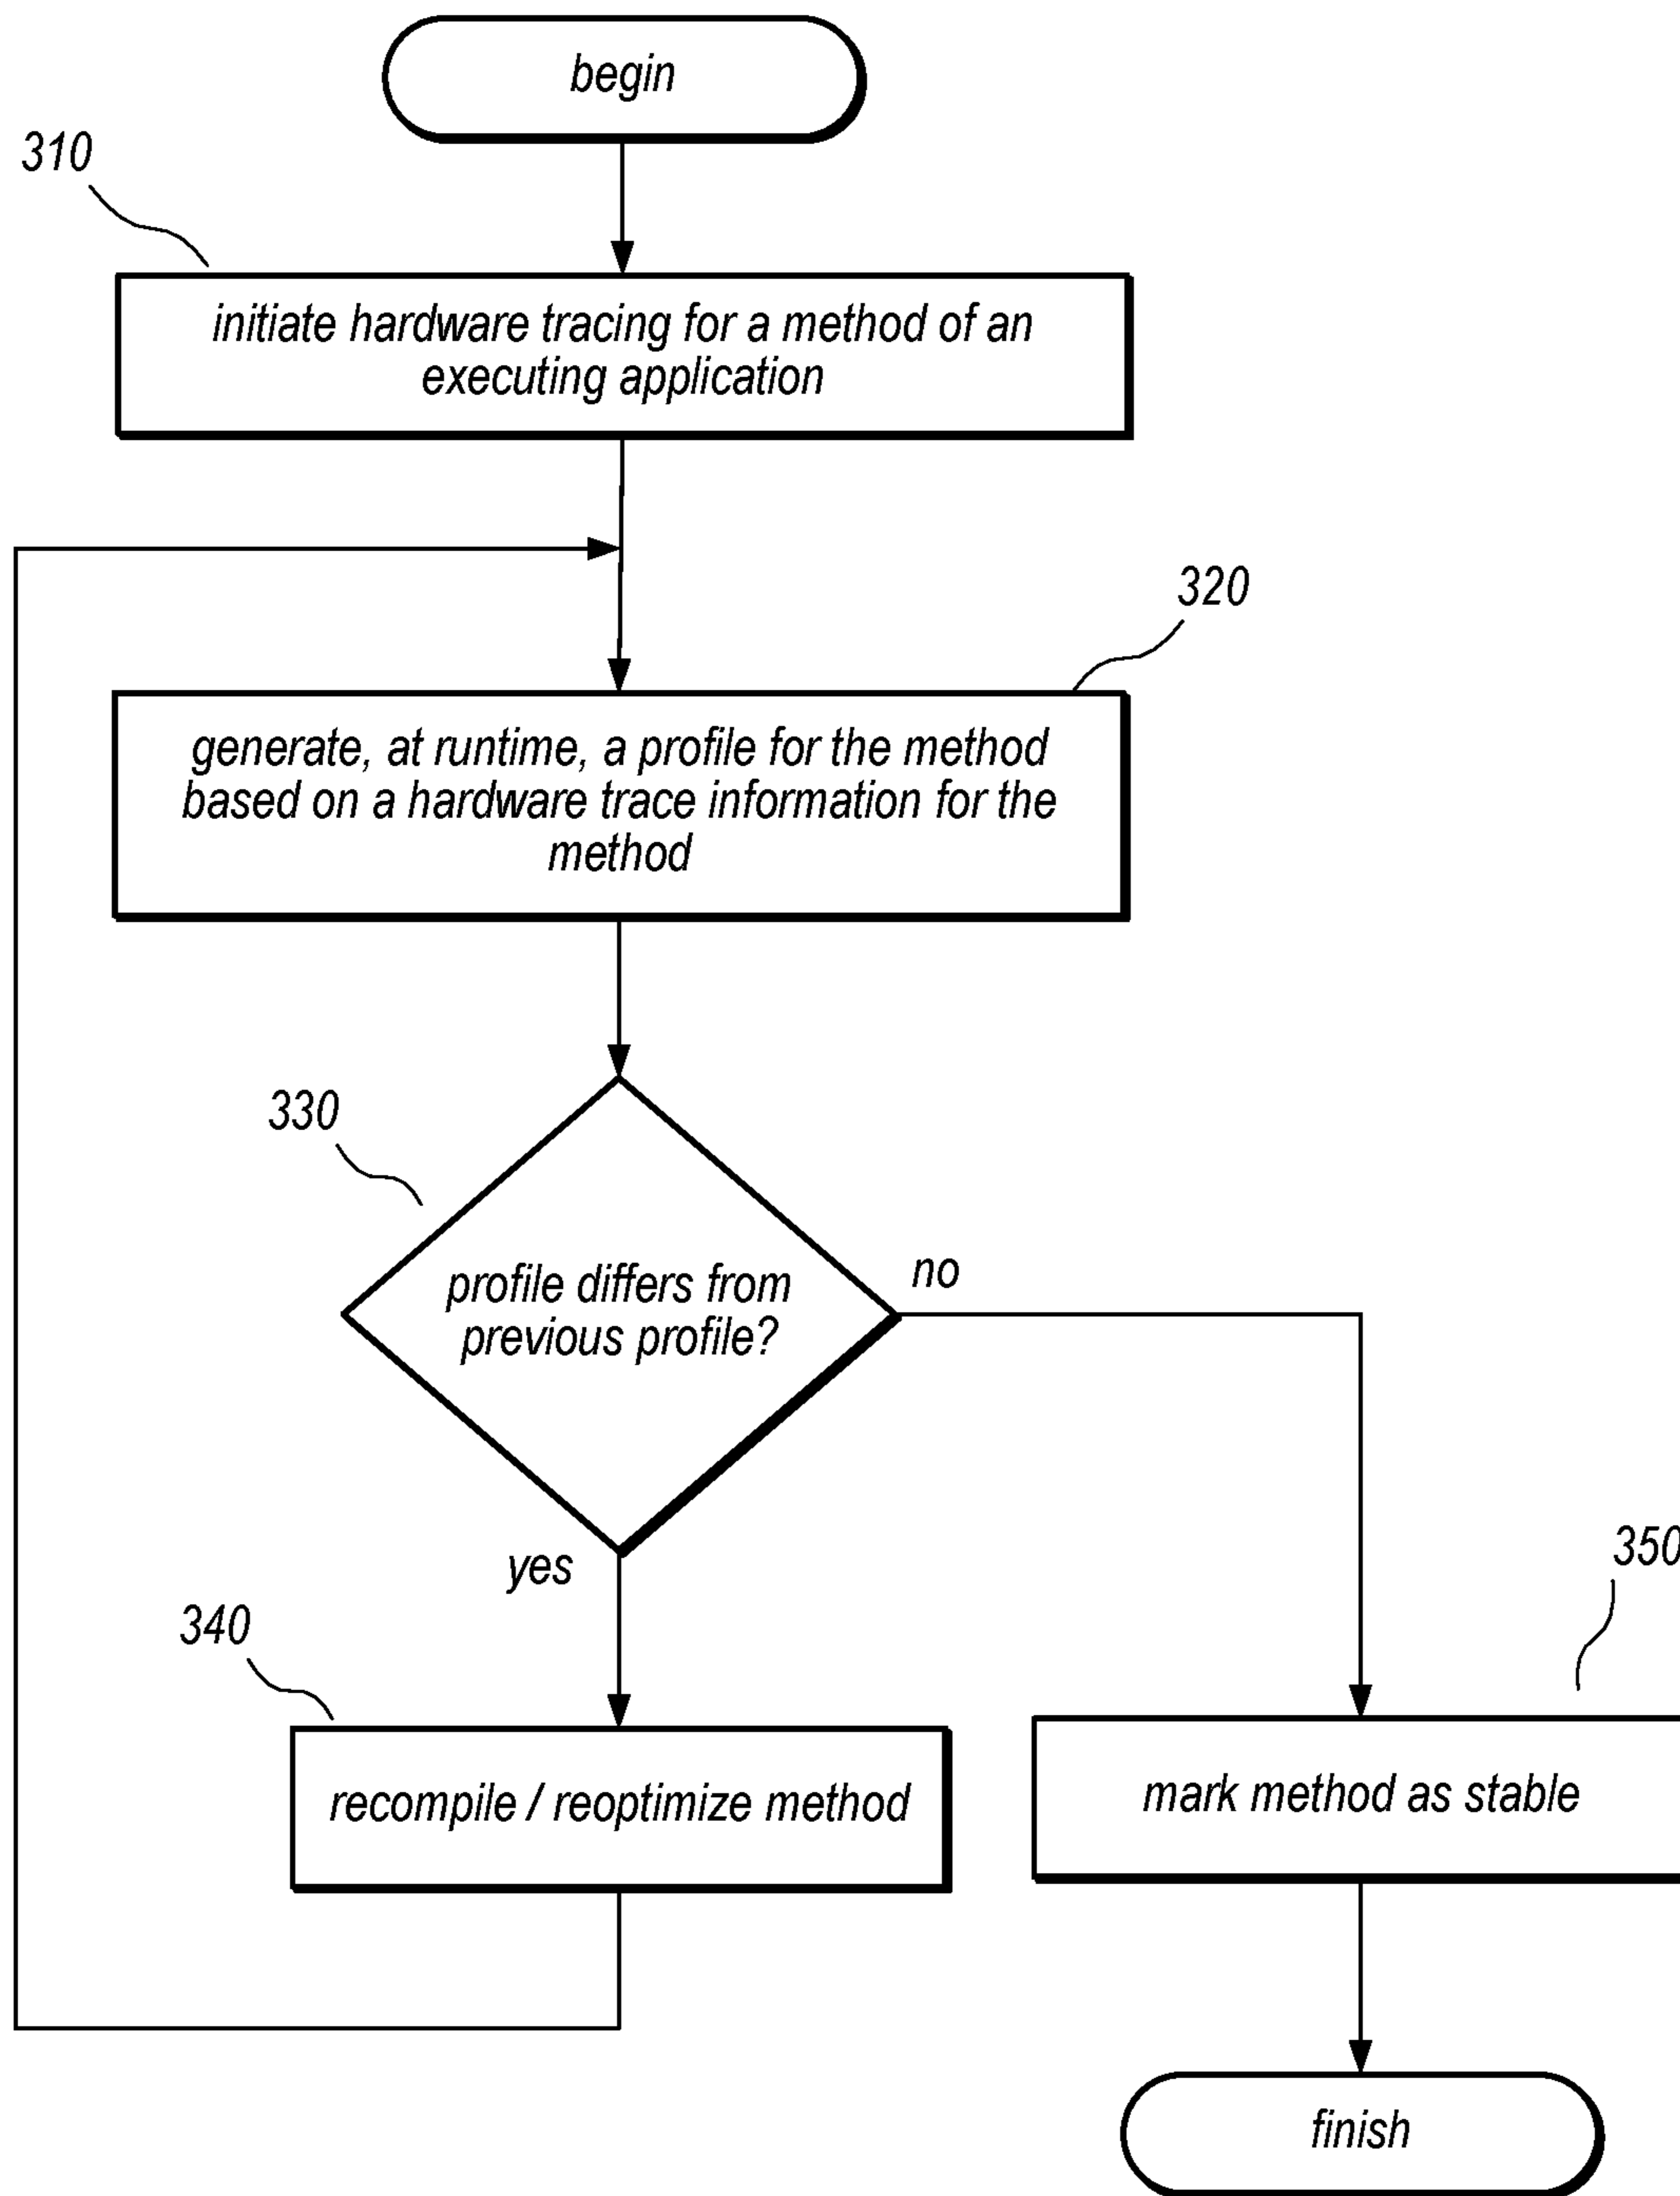 begin
310
initiate hardware tracing for a method of an
executing application
320
generate, at runtime, a profile for the method
based on a hardware trace information for the
method
330
profile differs from
previous profile?
no
yes
350
340
recompile / reoptimize method
mark method as stable
finish